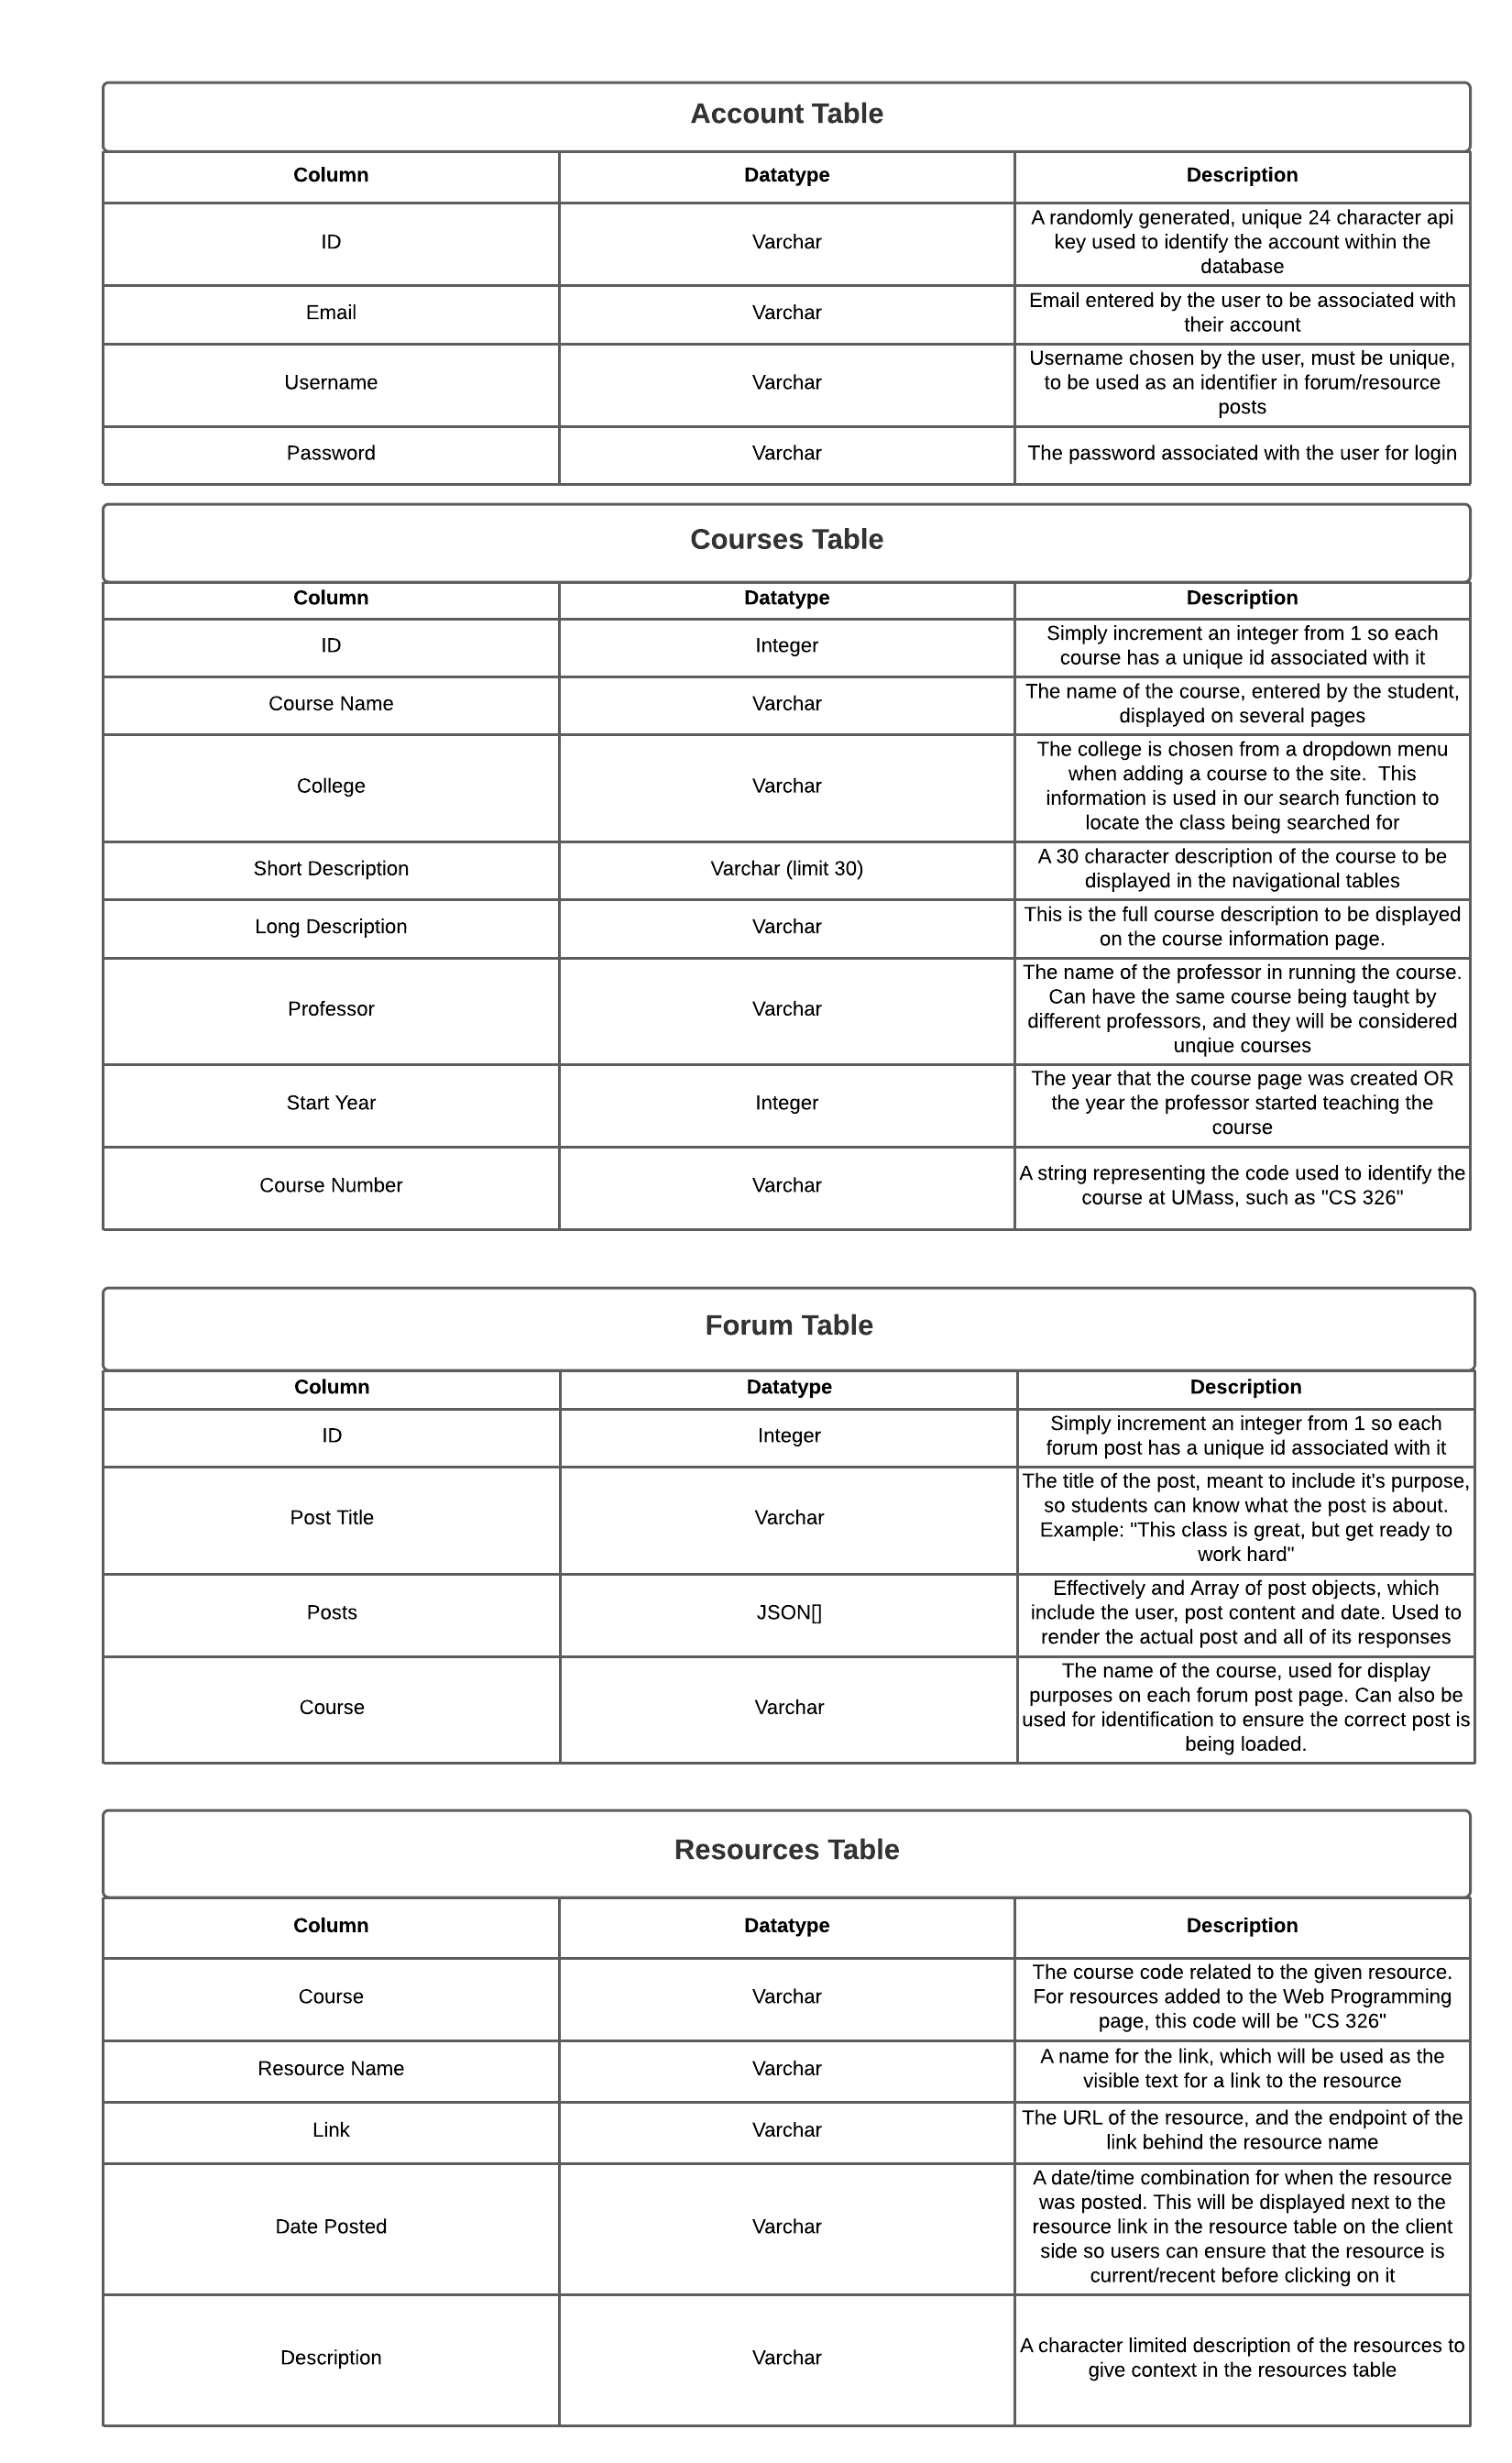 Account Table
Column Datatype Description
ID Varchar A randomly generated, unique 24 character api
key used to identify the account within the
database
Email Varchar Email entered by the user to be associated with
their account
Username Varchar Username chosen by the user, must be unique,
to be used as an identifier in forum/resource
posts
Password Varchar The password associated with the user for login
Courses Table
Column Datatype Description
ID Integer Simply increment an integer from 1 so each
course has a unique id associated with it
Course Name Varchar The name of the course, entered by the student,
displayed on several pages
College Varchar The college is chosen from a dropdown menu
when adding a course to the site.  This
information is used in our search function to
locate the class being searched for
Short Description Varchar (limit 30) A 30 character description of the course to be
displayed in the navigational tables
Long Description Varchar This is the full course description to be displayed
on the course information page.
Professor Varchar The name of the professor in running the course.
Can have the same course being taught by
different professors, and they will be considered
unqiue courses
Start Year Integer The year that the course page was created OR
the year the professor started teaching the
course
Course Number Varchar A string representing the code used to identify the
course at UMass, such as "CS 326"
Forum Table
Column Datatype Description
ID Integer Simply increment an integer from 1 so each
forum post has a unique id associated with it
Post Title Varchar The title of the post, meant to include it's purpose,
so students can know what the post is about.
Example: "This class is great, but get ready to
work hard"
Posts JSON[] Effectively and Array of post objects, which
include the user, post content and date. Used to
render the actual post and all of its responses
Course Varchar The name of the course, used for display
purposes on each forum post page. Can also be
used for identification to ensure the correct post is
being loaded.
Resources Table
Column Datatype Description
Course Varchar The course code related to the given resource.
For resources added to the Web Programming
page, this code will be "CS 326"
Resource Name Varchar A name for the link, which will be used as the
visible text for a link to the resource
Link Varchar The URL of the resource, and the endpoint of the
link behind the resource name
Date Posted Varchar A date/time combination for when the resource
was posted. This will be displayed next to the
resource link in the resource table on the client
side so users can ensure that the resource is
current/recent before clicking on it
Description Varchar A character limited description of the resources to
give context in the resources table